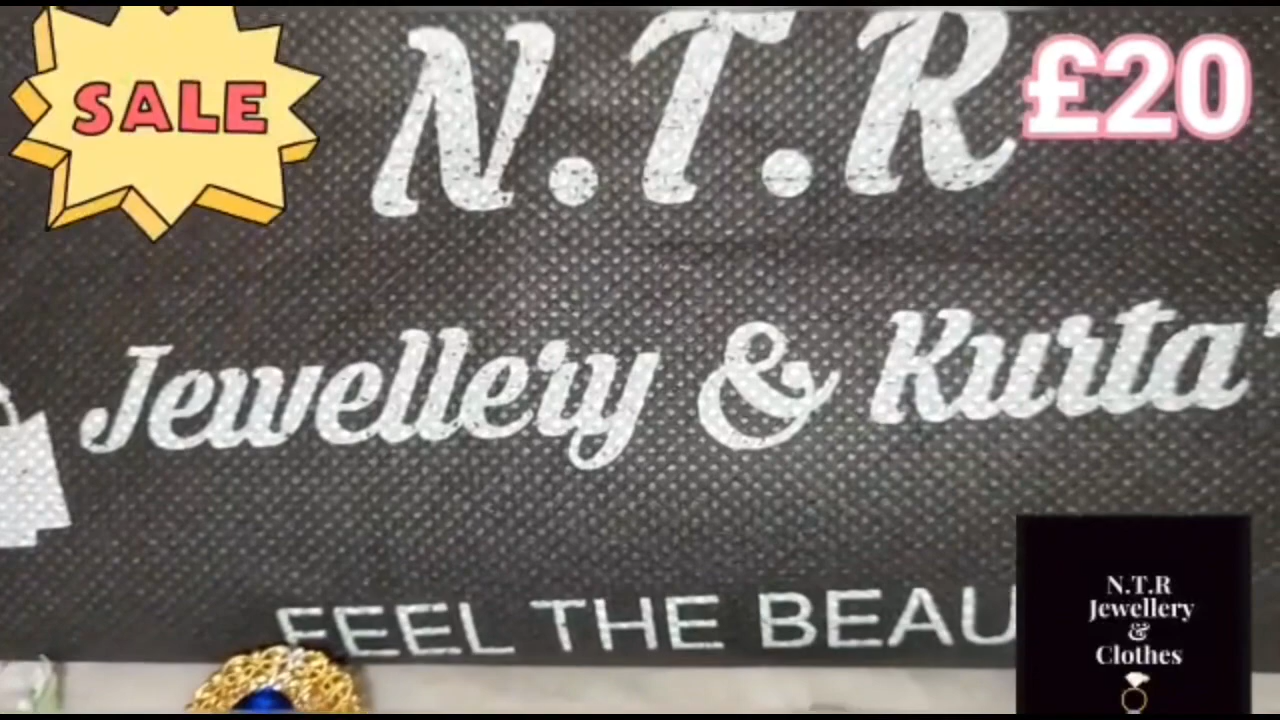 SALE
N.T.R
£20
Jewellery & Kurta'
FEEL THE BEAU
N.T.R
Jewellery
&
Clothes